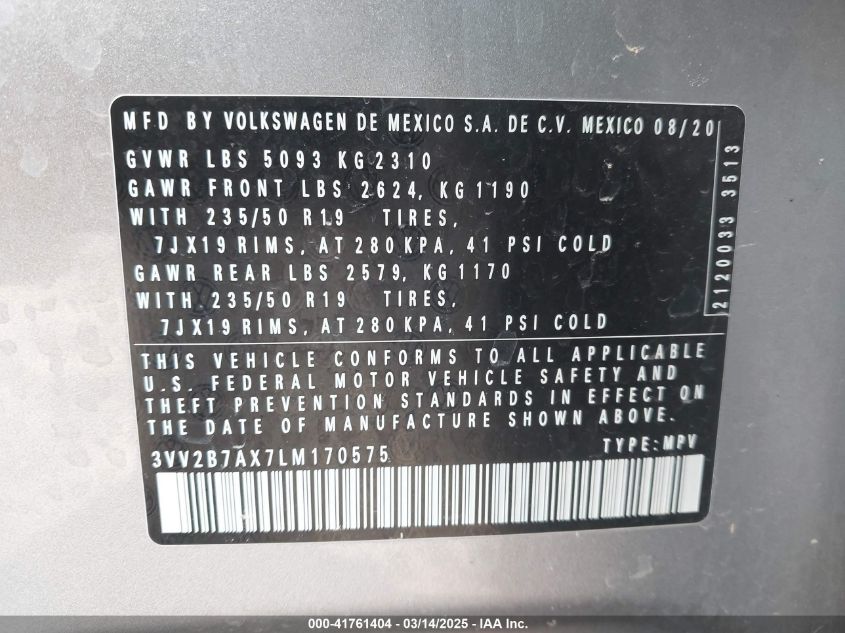 MFD BY VOLKSWAGEN DE MEXICO S.A. DE C.V. MEXICO 08/20
GVWR LBS 5093 KG 2310
GAWR FRONT LBS 2624, KG 1190
WITH 235/50 R19 TIRES,
7JX19 RIMS, AT 280 KPA, 41 PSI COLD
GAWR REAR LBS 2579, KG 1170
WITH 235/50 R19 TIRES,
7JX19 RIMS, AT 280 KPA, 41 PSI COLD
2120033 3513
THIS VEHICLE CONFORMS TO ALL APPLICABLE
U.S. FEDERAL MOTOR VEHICLE SAFETY AND
THEFT PREVENTION STANDARDS IN EFFECT ON
THE DATE OF MANUFACTURE SHOWN ABOVE.
3VV2B7AX7LM170575 TYPE: MPV
000-41761404 - 03/14/2025 - IAA Inc.